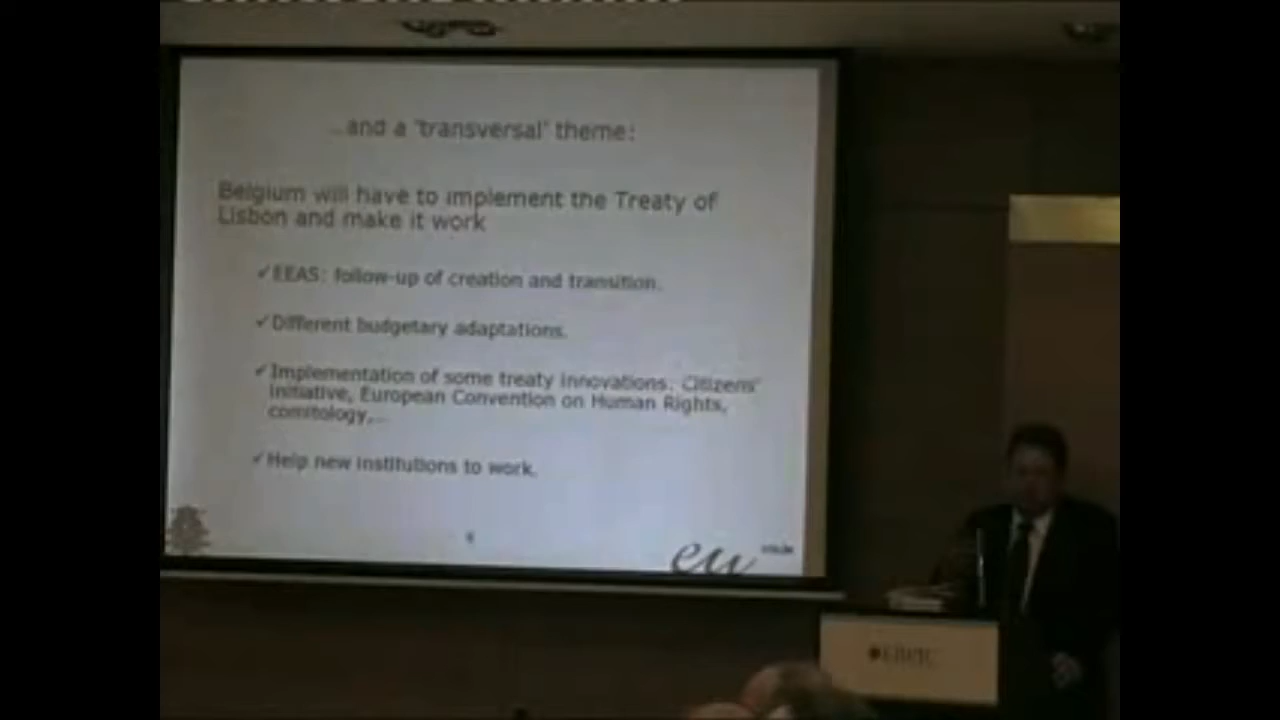 ...and a 'transversal' theme:
Belgium will have to implement the Treaty of
Lisbon and make it work
✓EEAS: follow-up of creation and transition.
✓Different budgetary adaptations.
✓Implementation of some treaty innovations: Citizens'
Initiative, European Convention on Human Rights,
comitology,...
✓Help new institutions to work.
eu